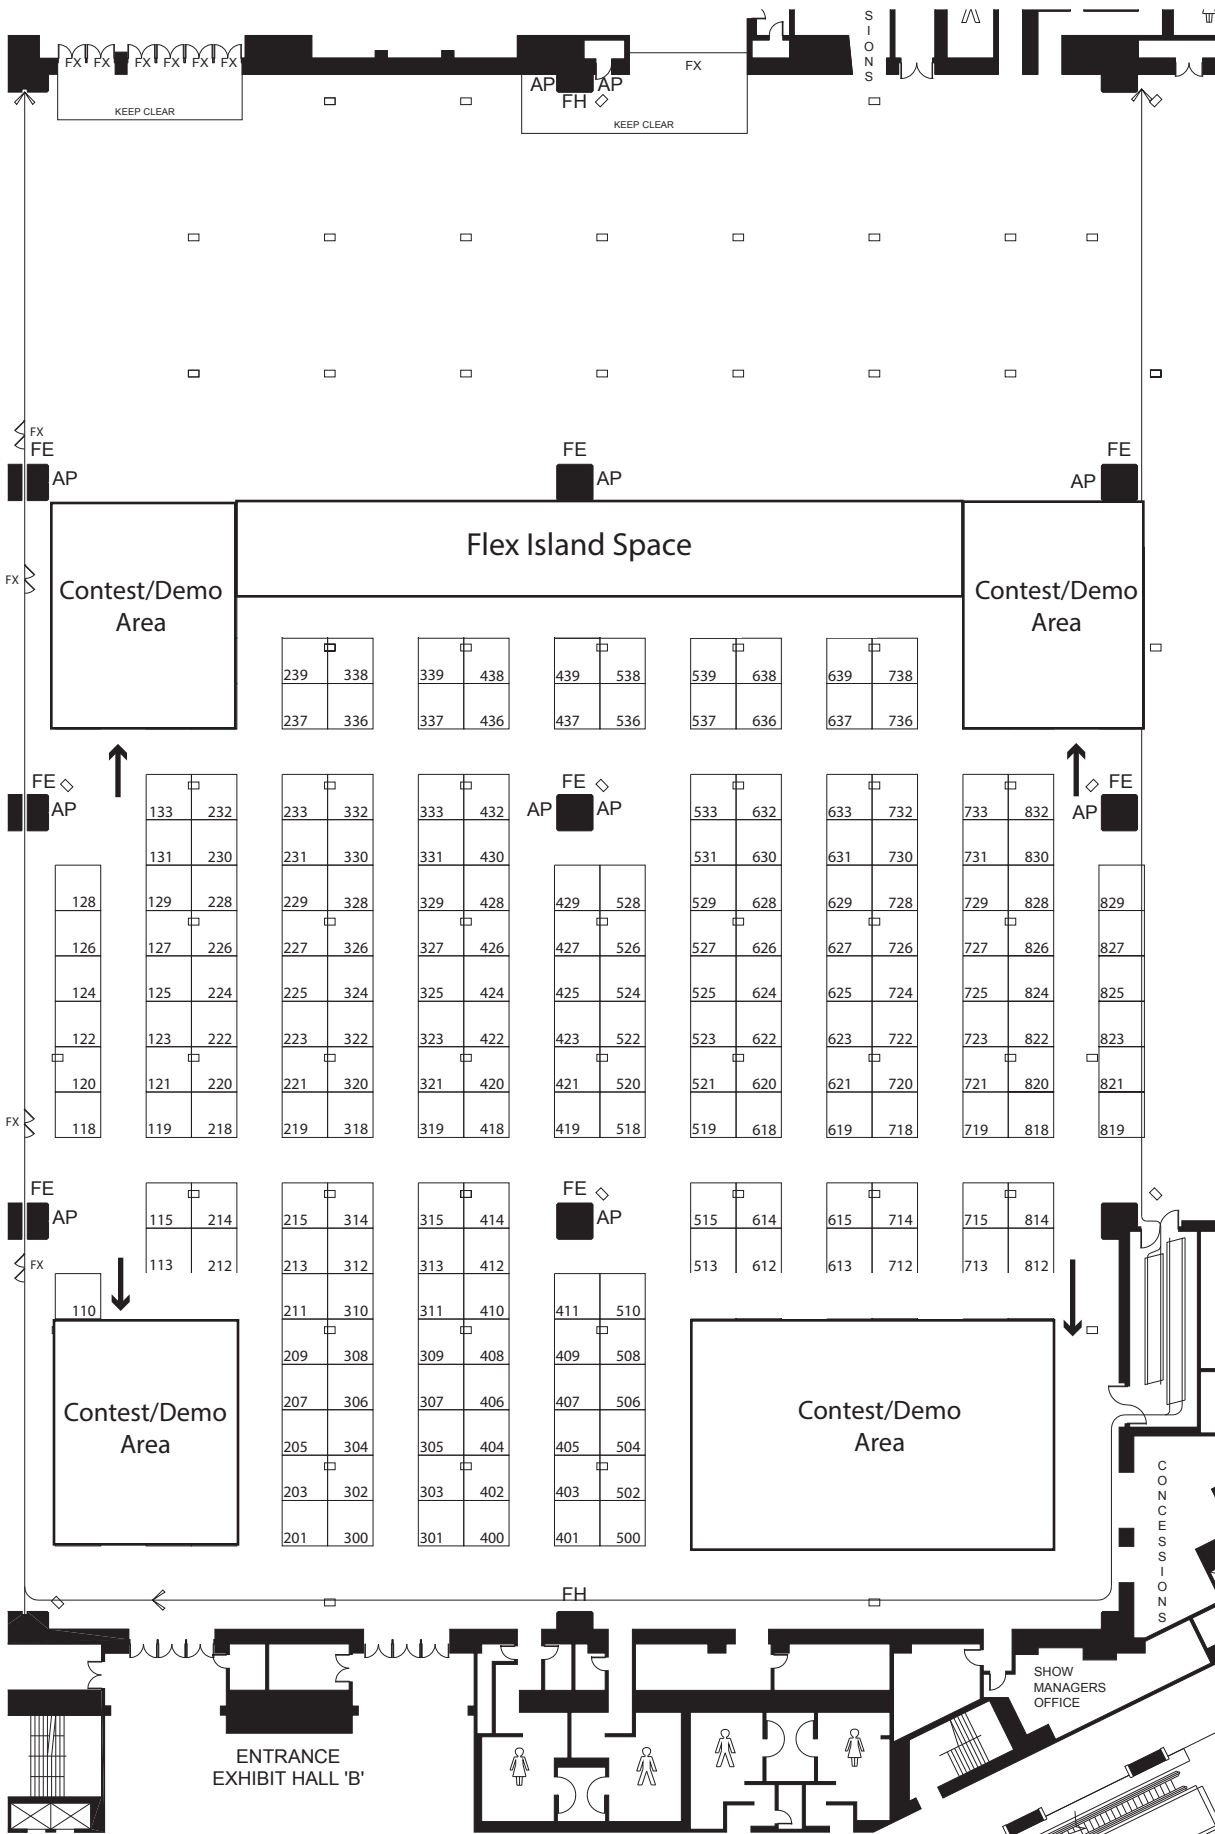 S
I
O
N
S
FX FX FX FX FX FX
FX
AP AP
FH
KEEP CLEAR
KEEP CLEAR
FX
FE FE FE
AP AP AP
Flex Island Space
FX
Contest/Demo
Area
Contest/Demo
Area
239 338 339 438 439 538 539 638 639 738
237 336 337 436 437 536 537 636 637 736
FE FE FE
AP AP AP AP
133 232 233 332 333 432 533 632 633 732 733 832
131 230 231 330 331 430 531 630 631 730 731 830
128 129 228 229 328 329 428 429 528 529 628 629 728 729 828 829
126 127 226 227 326 327 426 427 526 527 626 627 726 727 826 827
124 125 224 225 324 325 424 425 524 525 624 625 724 725 824 825
122 123 222 223 322 323 422 423 522 523 622 623 722 723 822 823
120 121 220 221 320 321 420 421 520 521 620 621 720 721 820 821
FX
118 119 218 219 318 319 418 419 518 519 618 619 718 719 818 819
FE FE
AP AP
115 214 215 314 315 414 515 614 615 714 715 814
FX
113 212 213 312 313 412 513 612 613 712 713 812
110 211 310 311 410 411 510
209 308 309 408 409 508
207 306 307 406 407 506
205 304 305 404 405 504
203 302 303 402 403 502
201 300 301 400 401 500
Contest/Demo
Area
Contest/Demo
Area
C
O
N
C
E
S
S
I
O
N
S
FH
SHOW
MANAGERS
OFFICE
ENTRANCE
EXHIBIT HALL 'B'